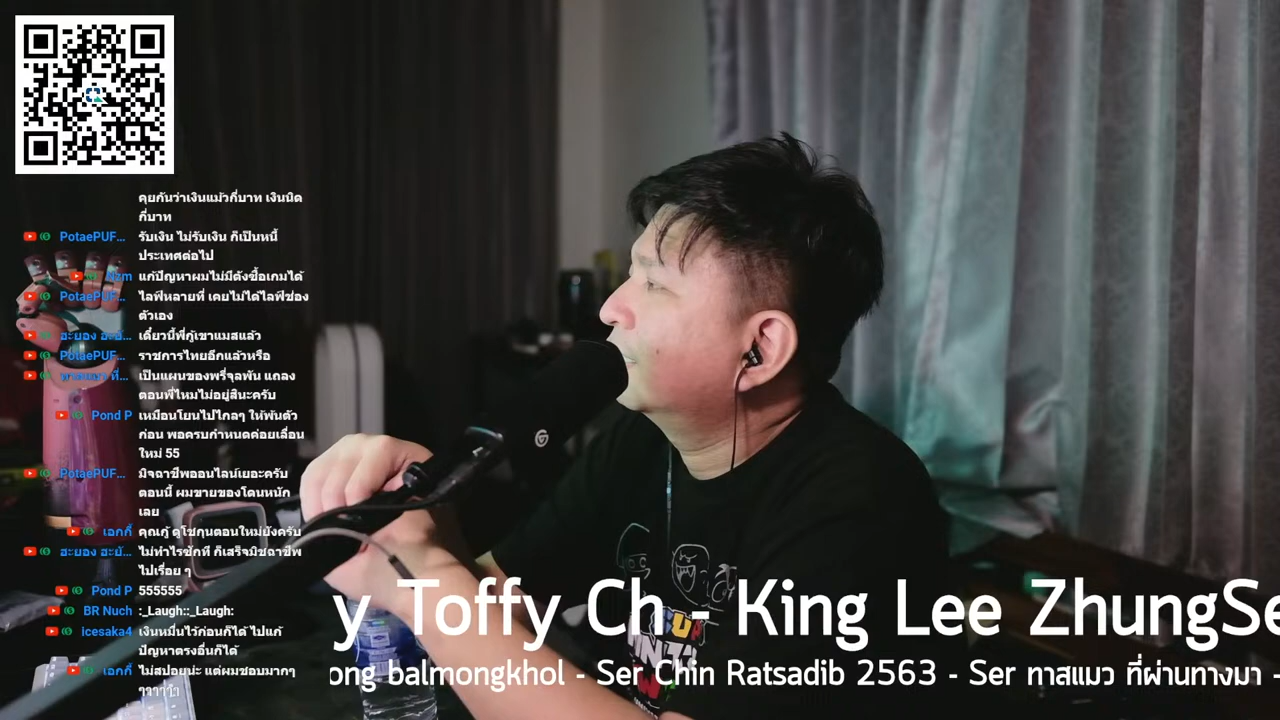 คุยกันว่าเงินแม้วกี่บาท เงินนิด
กี่บาท
PotaePUF... รับเงิน ไม่รับเงิน ก็เป็นหนี้
ประเทศต่อไป
แก้ปัญหาผมไม่มีตังซื้อเกมได้
PotaePUF... ไลฟ์หลายที่ เคยไม่ได้ไลฟ์ช่อง
ตัวเอง
เดี๋ยวนี้พี่กู้เขาแมสแล้ว
PotaePUF... ราชการไทยอีกแล้วหรือ
เป็นแผนของพรี่จุลพัน แถลง
ตอนพี่ไหมไม่อยู่สินะครับ
Pond P เหมือนโยนไปไกลๆ ให้พ้นตัว
ก่อน พอครบกำหนดค่อยเลื่อน
ใหม่ 55
PotaePUF... มิจฉาชีพออนไลน์เยอะครับ
ตอนนี้ ผมขายของโดนหนัก
เลย
เอกกี้ คุณกู้ ดูโชกุนตอนใหม่ยังครับ
ฮะยอง ฮะยั... ไม่ทำไรซักที ก็เสร็จมิชฉาชีพ
ไปเรื่อย ๆ
Pond P 555555
BR Nuch :_Laugh::_Laugh:
icesaka4 เงินหมื่นไว้ก่อนก็ได้ ไปแก้
ปัญหาตรงอื่นก็ได้
เอกกี้ ไม่สปอยน่ะ แต่ผมชอบมากๆ
y Toffy Ch - King Lee ZhungSe
ong balmongkhol - Ser Chin Ratsadib 2563 - Ser ทาสแมว ที่ผ่านทางมา -